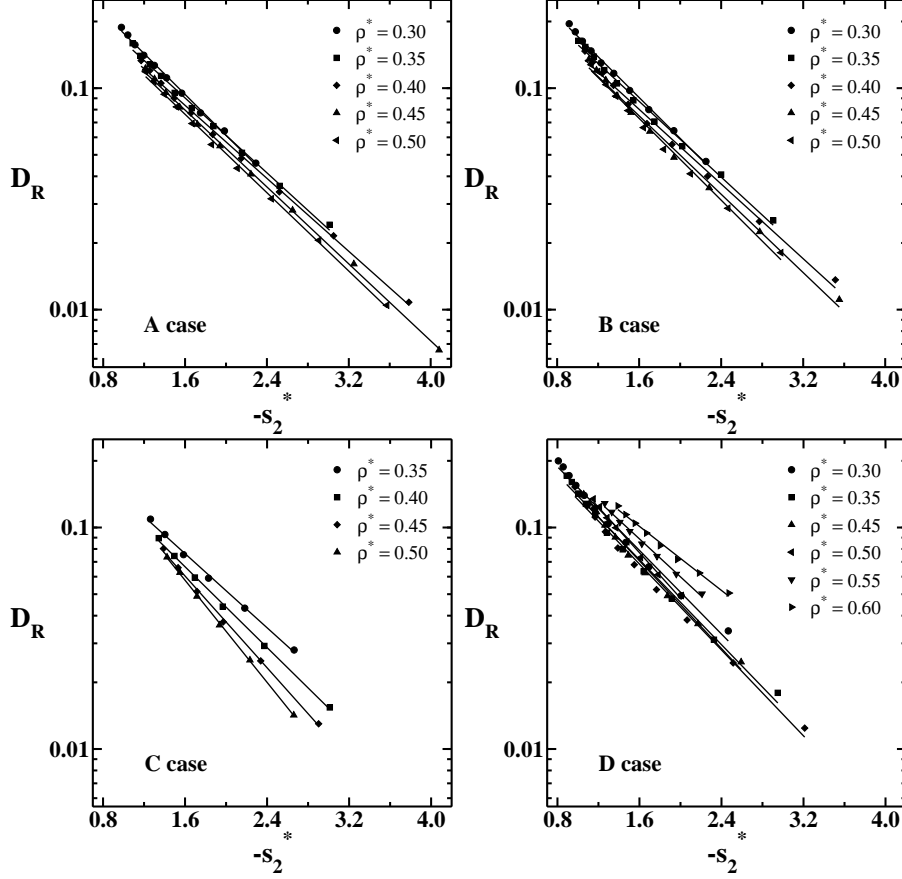 ρ* = 0.30
ρ* = 0.35
ρ* = 0.40
ρ* = 0.45
ρ* = 0.50
0.1
0.01
D_R
A case
0.8 1.6 2.4 3.2 4.0
-s_2^*
ρ* = 0.30
ρ* = 0.35
ρ* = 0.40
ρ* = 0.45
ρ* = 0.50
0.1
0.01
D_R
B case
0.8 1.6 2.4 3.2 4.0
-s_2^*
ρ* = 0.35
ρ* = 0.40
ρ* = 0.45
ρ* = 0.50
0.1
0.01
D_R
C case
0.8 1.6 2.4 3.2 4.0
-s_2^*
ρ* = 0.30
ρ* = 0.35
ρ* = 0.45
ρ* = 0.50
ρ* = 0.55
ρ* = 0.60
0.1
0.01
D_R
D case
0.8 1.6 2.4 3.2 4.0
-s_2^*